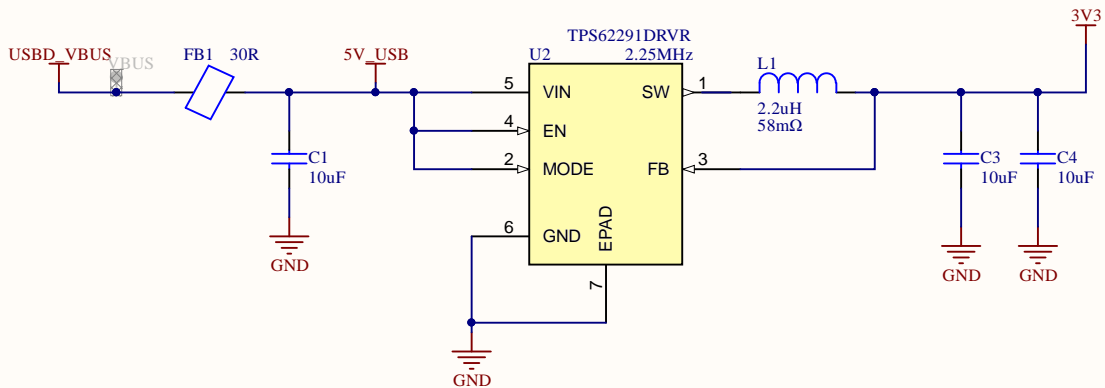 3V3
TPS62291DRVR
USBD_VBUS
VBUS
FB1 30R
5V_USB
U2
2.25MHz
L1
5 VIN
SW 1
2.2uH
58mΩ
4 EN
C1
10uF
2 MODE
FB 3
C3
10uF
C4
10uF
6 GND
EPAD
7
GND
GND
GND
GND